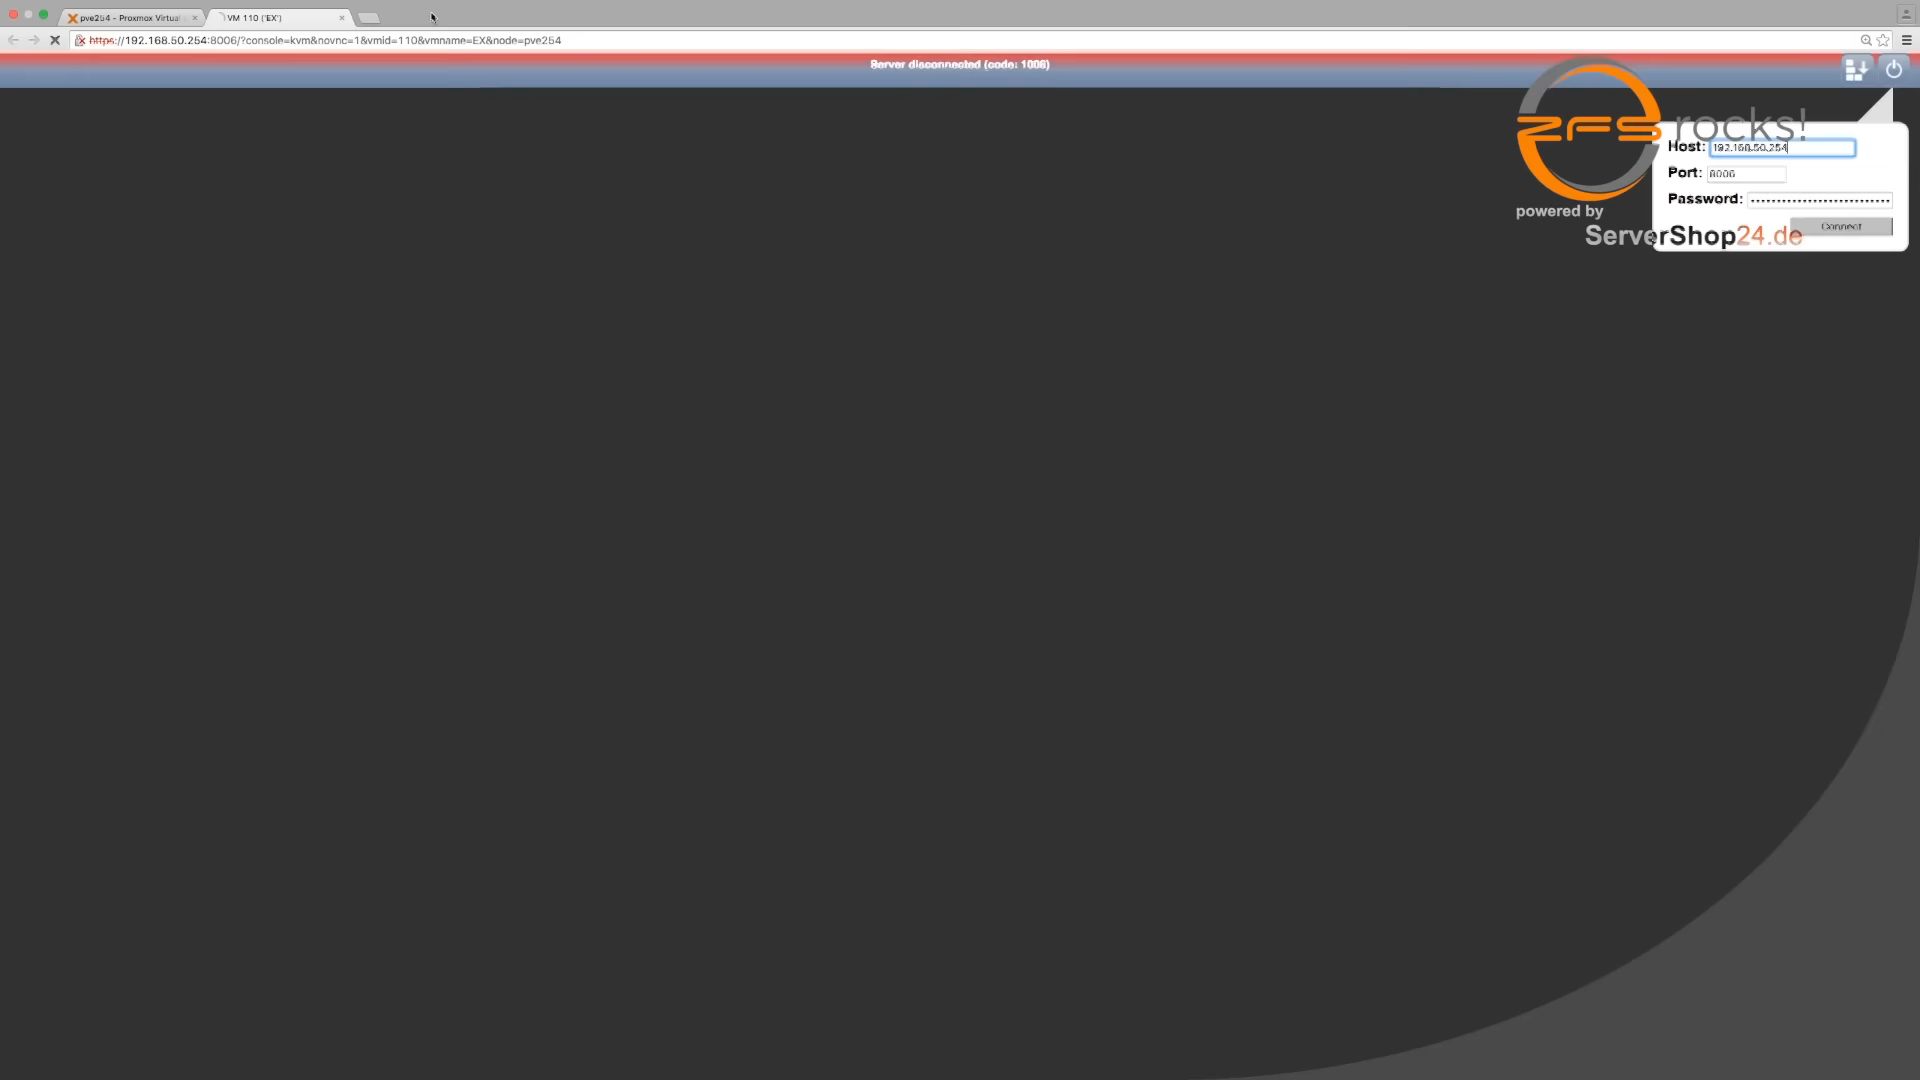 pve254 - Proxmox Virtual
VM 110 ('EX')
https://192.168.50.254:8006/?console=kvm&novnc=1&vmid=110&vmname=EX&node=pve254
Server disconnected (code: 1006)
ZFS rocks!
Host: 192.168.50.254
Port: 8006
Password:
powered by
Connect
ServerShop24.de